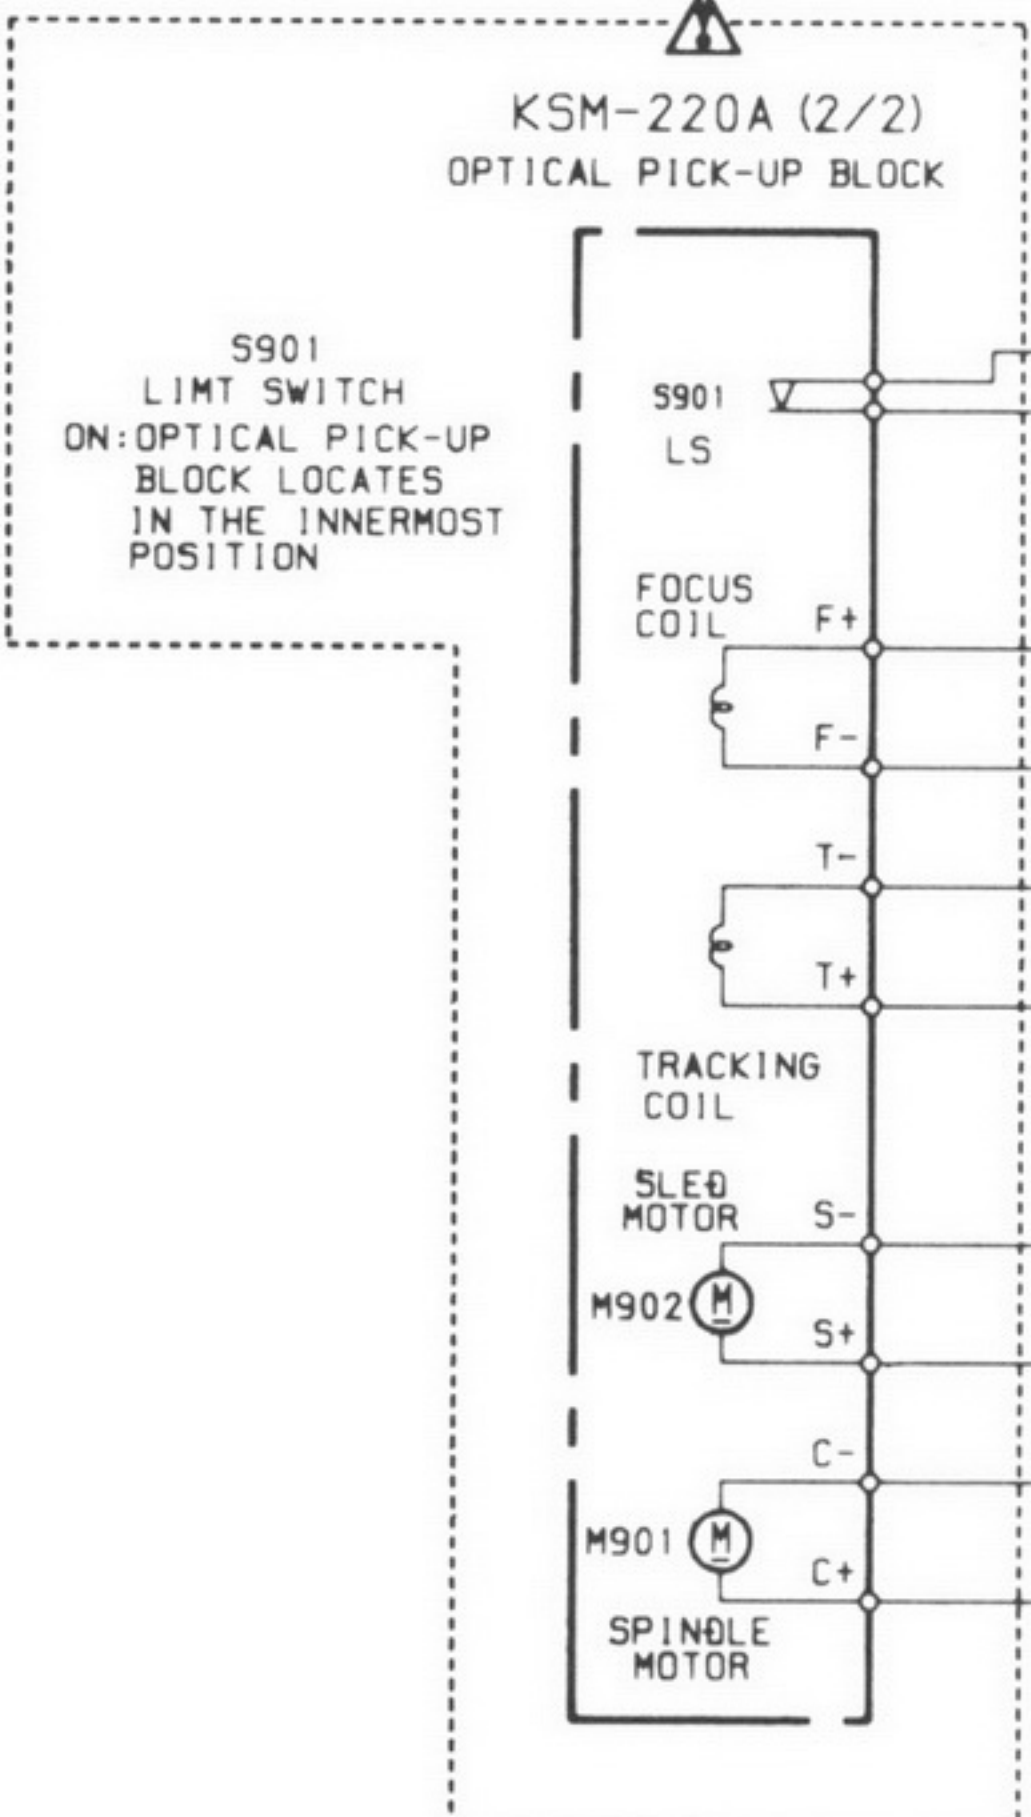 KSM-220A (2/2)
OPTICAL PICK-UP BLOCK
S901
LIMT SWITCH
ON:OPTICAL PICK-UP
BLOCK LOCATES
IN THE INNERMOST
POSITION
S901
LS
FOCUS
COIL
F+
F-
T-
T+
TRACKING
COIL
SLED
MOTOR
S-
M902
M
S+
C-
M901
M
C+
SPINDLE
MOTOR